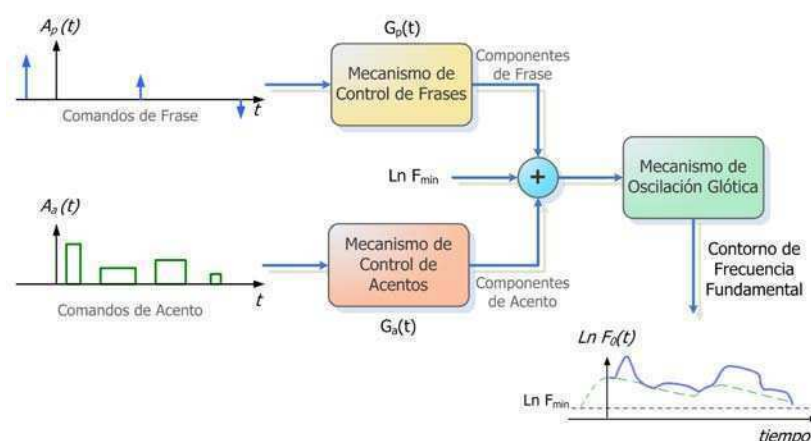 Aₚ(t)
t
Comandos de Frase
Gₚ(t)
Mecanismo de
Control de Frases
Componentes
de Frase
Ln Fₘᵢₙ
+
Mecanismo de
Oscilación Glótica
Aₐ(t)
t
Comandos de Acento
Mecanismo de
Control de
Acentos
Gₐ(t)
Componentes
de Acento
Contorno de
Frecuencia
Fundamental
Ln F₀(t)
Ln Fₘᵢₙ
tiempo